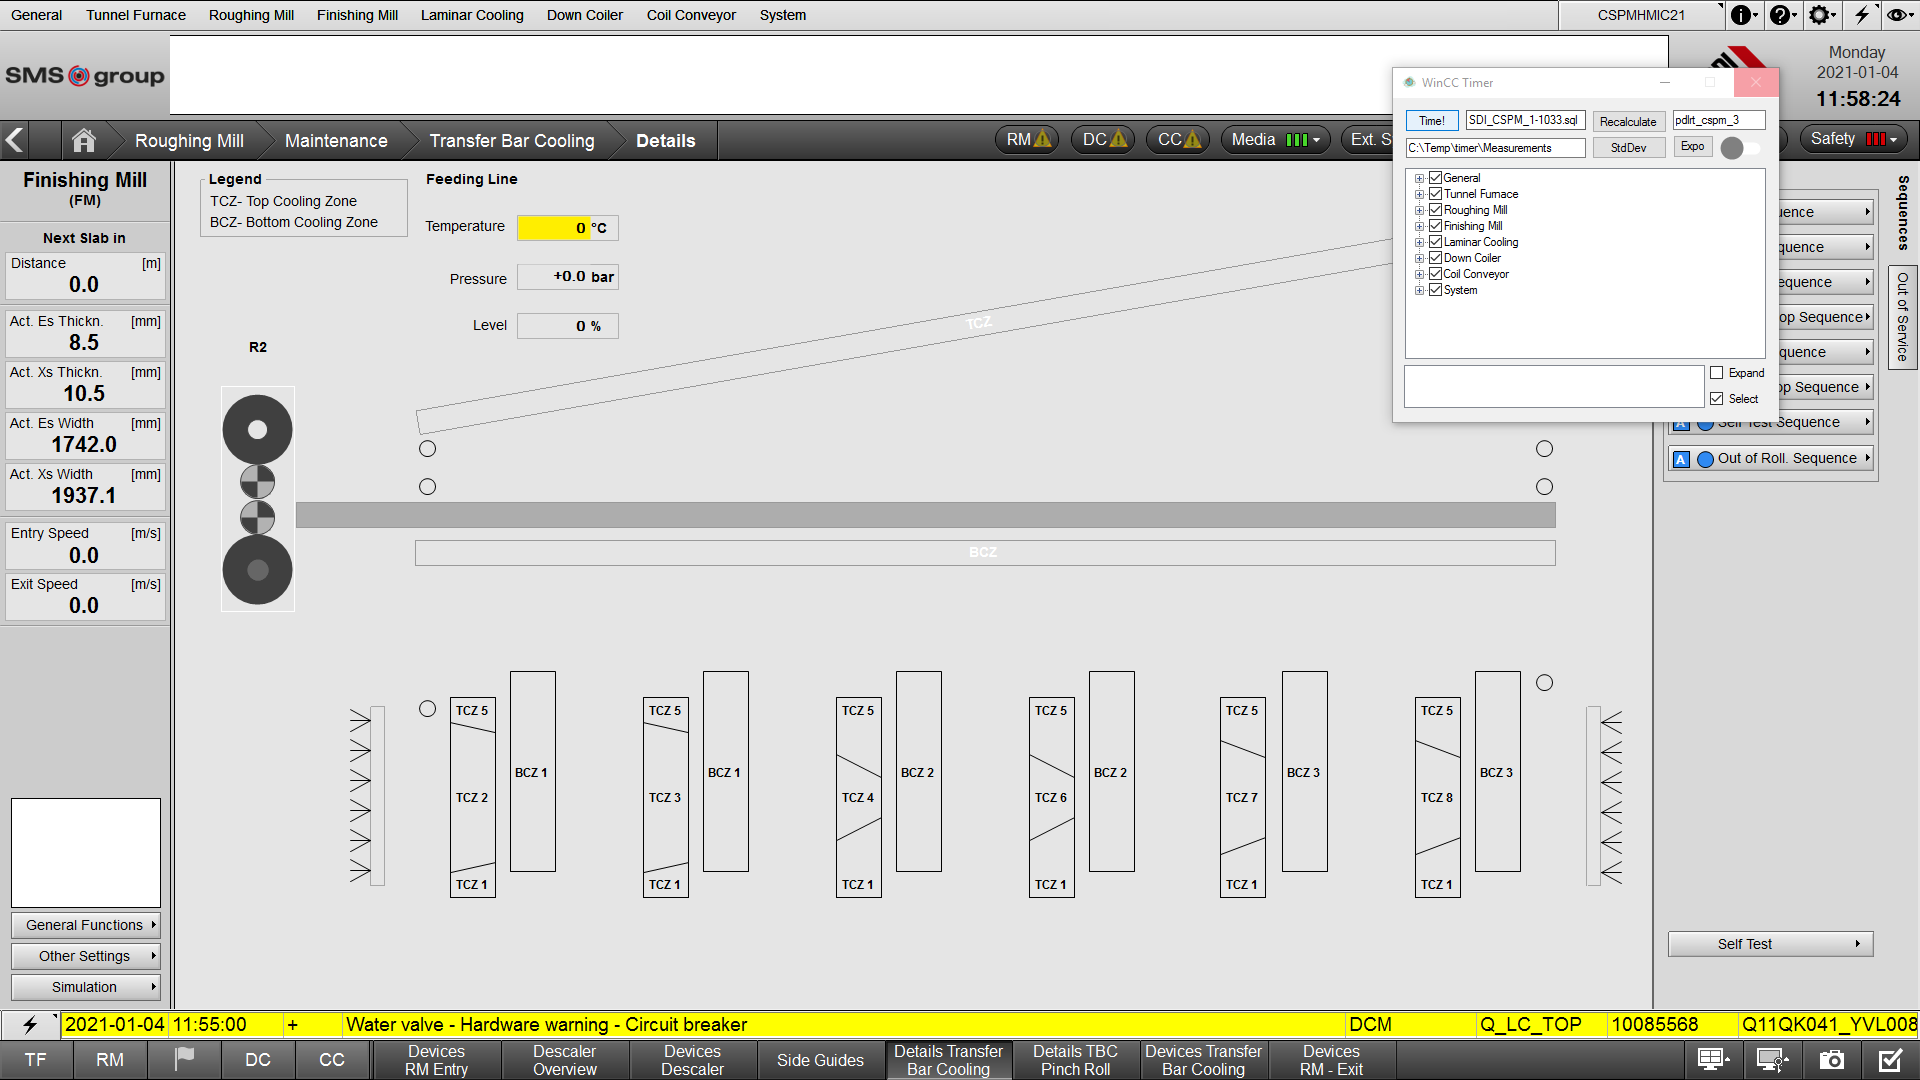 General Tunnel Furnace Roughing Mill Finishing Mill Laminar Cooling Down Coiler Coil Conveyor System CSPMHMIC21
SMS group
Monday
2021-01-04
11:58:24
WinCC Timer
Time! SDI_CSPM_1-1033.sql Recalculate pdlrt_cspm_3
C:\Temp\timer\Measurements StdDev Expo
General
Tunnel Furnace
Roughing Mill
Finishing Mill
Laminar Cooling
Down Coiler
Coil Conveyor
System
Expand
Select
Roughing Mill Maintenance Transfer Bar Cooling Details RM DC CC Media Ext. S Safety
Finishing Mill
(FM)
Next Slab in
Distance [m]
0.0
Act. Es Thickn. [mm]
8.5
Act. Xs Thickn. [mm]
10.5
Act. Es Width [mm]
1742.0
Act. Xs Width [mm]
1937.1
Entry Speed [m/s]
0.0
Exit Speed [m/s]
0.0
General Functions
Other Settings
Simulation
Legend
TCZ- Top Cooling Zone
BCZ- Bottom Cooling Zone
Feeding Line
Temperature 0 °C
Pressure +0.0 bar
Level 0 %
R2
TCZ
BCZ
TCZ 5 TCZ 5 TCZ 5 TCZ 5 TCZ 5 TCZ 5
BCZ 1 BCZ 1 BCZ 2 BCZ 2 BCZ 3 BCZ 3
TCZ 2 TCZ 3 TCZ 4 TCZ 6 TCZ 7 TCZ 8
TCZ 1 TCZ 1 TCZ 1 TCZ 1 TCZ 1 TCZ 1
uence
quence
equence
op Sequence
quence
op Sequence
A Self Test Sequence
A Out of Roll. Sequence
Sequences
Out of Service
Self Test
2021-01-04 11:55:00 + Water valve - Hardware warning - Circuit breaker DCM Q_LC_TOP 10085568 Q11QK041_YVL008
TF RM DC CC
Devices
RM Entry
Descaler
Overview
Devices
Descaler
Side Guides
Details Transfer
Bar Cooling
Details TBC
Pinch Roll
Devices Transfer
Bar Cooling
Devices
RM - Exit